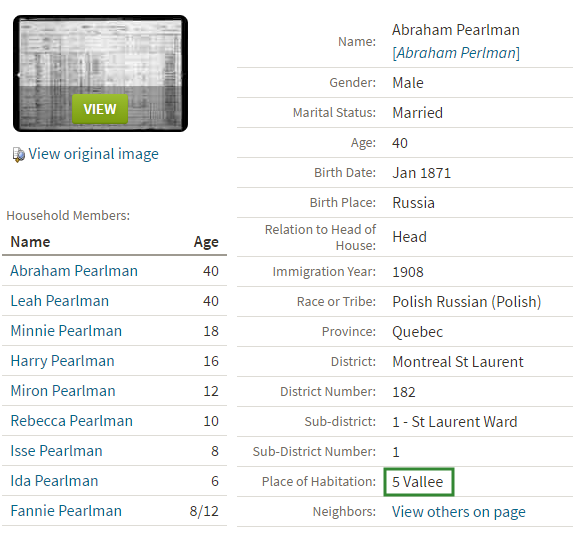 VIEW
View original image
Household Members:
Name Age
Abraham Pearlman 40
Leah Pearlman 40
Minnie Pearlman 18
Harry Pearlman 16
Miron Pearlman 12
Rebecca Pearlman 10
Isse Pearlman 8
Ida Pearlman 6
Fannie Pearlman 8/12
Name: Abraham Pearlman
[Abraham Perlman]
Gender: Male
Marital Status: Married
Age: 40
Birth Date: Jan 1871
Birth Place: Russia
Relation to Head of
House: Head
Immigration Year: 1908
Race or Tribe: Polish Russian (Polish)
Province: Quebec
District: Montreal St Laurent
District Number: 182
Sub-district: 1 - St Laurent Ward
Sub-District Number: 1
Place of Habitation: 5 Vallee
Neighbors: View others on page